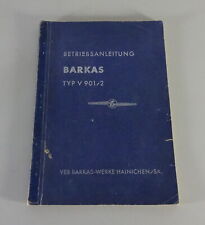 BETRIEBSANLEITUNG
BARKAS
TYP V 901/2
VEB BARKAS-WERKE HAINICHEN/SA.